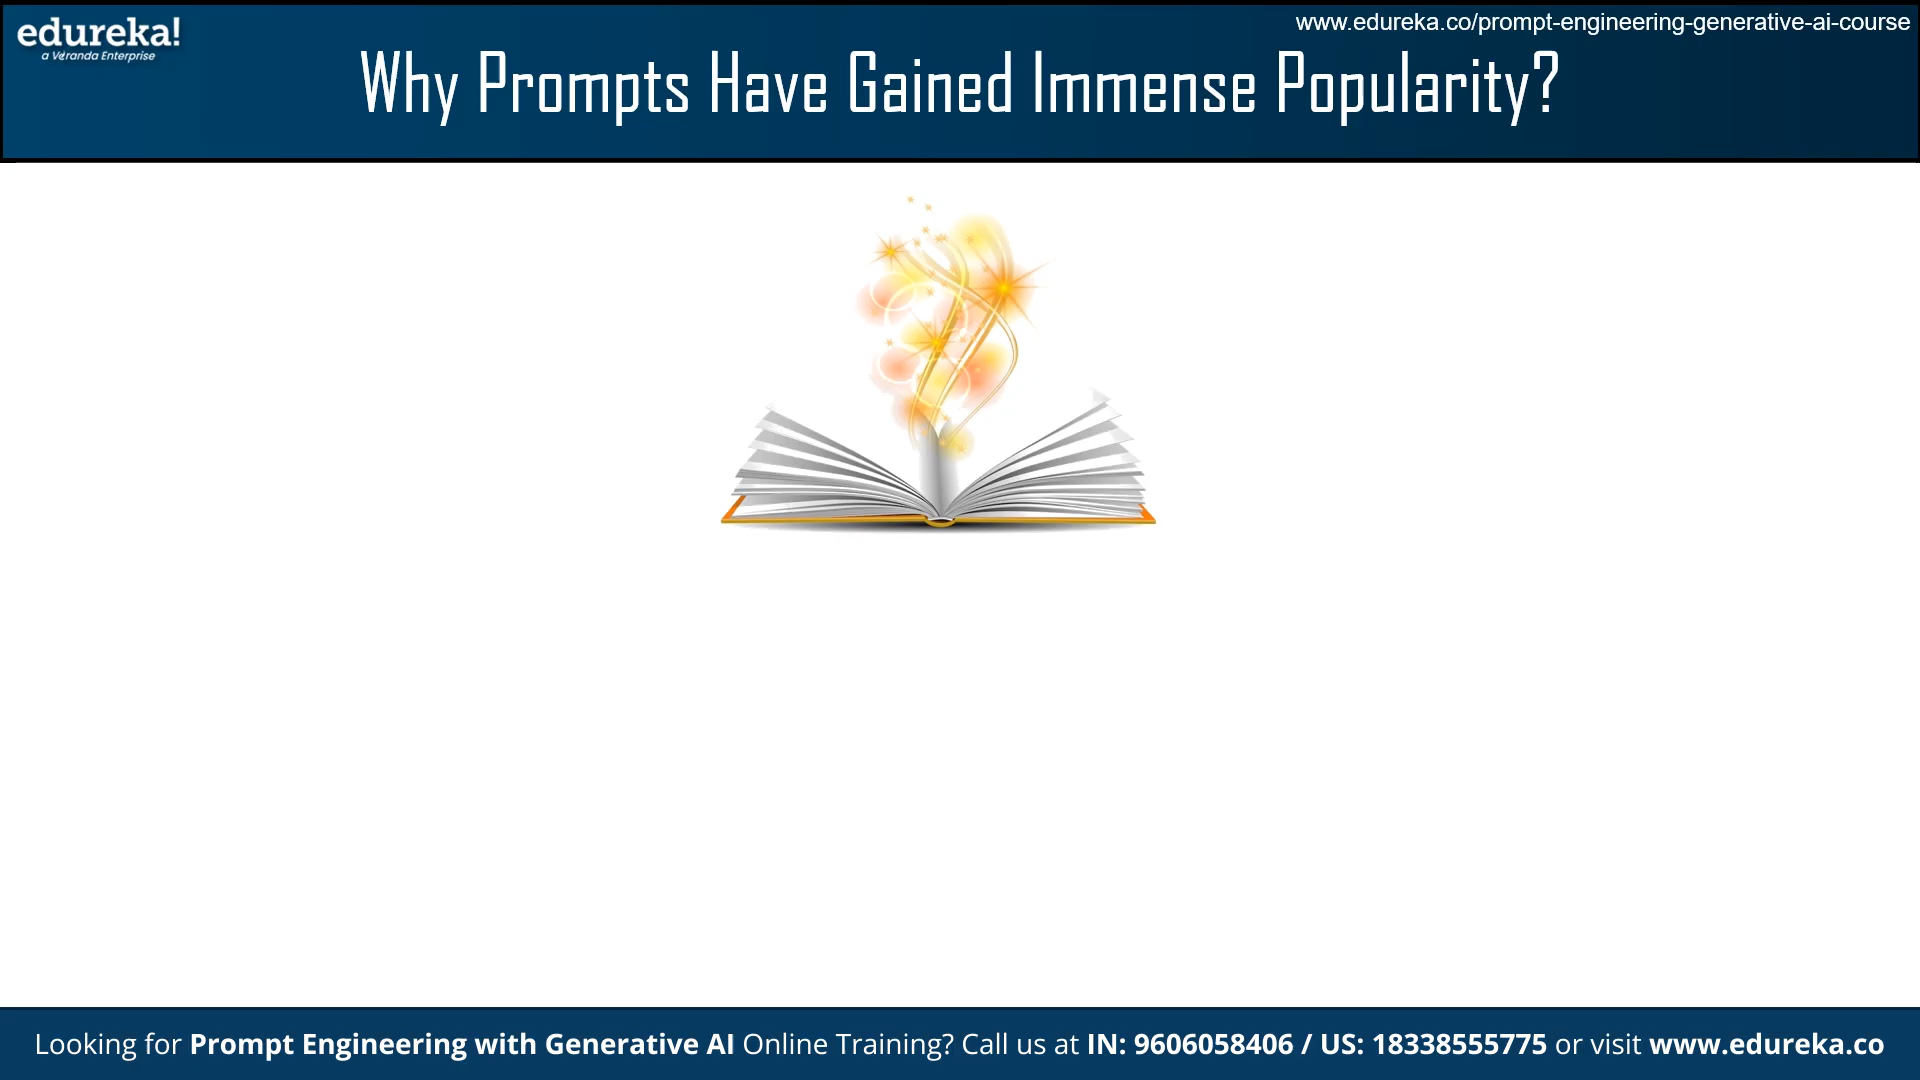 edureka!
a Veranda Enterprise
www.edureka.co/prompt-engineering-generative-ai-course
Why Prompts Have Gained Immense Popularity?
Looking for Prompt Engineering with Generative AI Online Training? Call us at IN: 9606058406 / US: 18338555775 or visit www.edureka.co